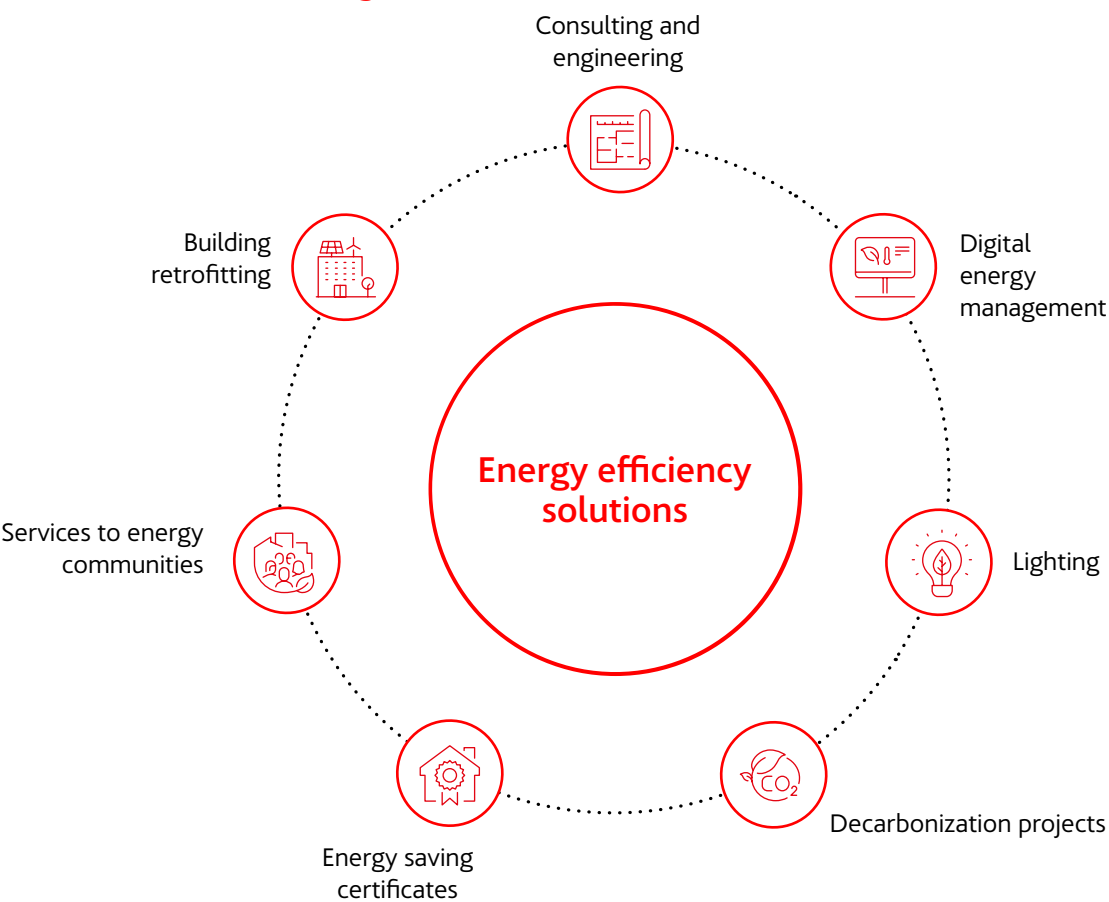 Consulting and
engineering
Building
retrofitting
Digital
energy
management
Energy efficiency
solutions
Services to energy
communities
Lighting
CO2
Decarbonization projects
Energy saving
certificates